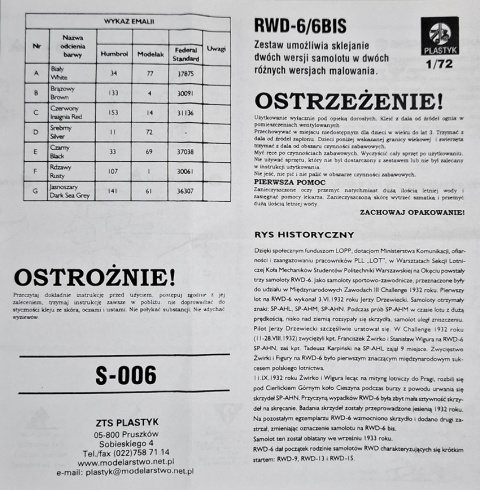 WYKAZ EMALII
Nr Nazwa odcienia barwy Humbrol Modelak Federal Standard Uwagi
A Biały White 34 77 37875
B Brązowy Brown 133 4 30091
C Czerwony Insignia Red 153 14 31136
D Srebrny Silver 11 72 -
E Czarny Black 33 69 37038
F Rdzawy Rusty 107 1 30061
G Jasnoszary Dark Sea Grey 141 61 36307
OSTROŻNIE!
Przeczytaj dokładnie instrukcję przed użyciem, postępuj zgodnie z jej
zaleceniem, trzymaj instrukcję zawsze w pobliżu. nie doprowadzać do
styczności kleju ze skórą, oczami i ustami. Nie połykać substancji. Nie adychać
wyziewów.
S-006
ZTS PLASTYK
05-800 Pruszków
Sobieskiego 4
Tel./fax (022)758 71 14
www.modelarstwo.net.pl
e-mail: plastyk@modelarstwo.net.pl
RWD-6/6BIS
Zestaw umożliwia sklejanie
dwóch wersji samolotu w dwóch
różnych wersjach malowania.
PLASTYK
1/72
OSTRZEŻENIE!
Użytkowanie wyłącznie pod opieką dorosłych. Kleić z dala od źródeł ognia w
pomieszczeniach wentylowanych.
Przechowywać w miejscu niedostępnym dla dzieci w wieku do lat 3. Trzymać z
dala od źródeł zapłonu. Dzieci poniżej wskazanej granicy wiekowej i zwierzęta
trzymać z dala od obszaru czynności zabawowych.
Myć ręce po czynnościach zabawowych. Wyczyścić cały sprzęt po użytkowaniu.
Nie używać sprzętu, który nie był dostarczony z zestawem lub nie był zalecany
w instrukcji użytkowania.
Nie jeść, nie pić i nie palić w obszarze czynności zabawowych.
PIERWSZA POMOC
Zanieczyszczone oczy przemyć natychmiast dużą ilością letniej wody i
zasięgnąć pomocy lekarza. Zanieczyszczoną skórę wytrzeć szmatką i przemyć
dużą ilością letniej wody.
ZACHOWAJ OPAKOWANIE!
RYS HISTORYCZNY
Dzięki społecznym funduszom LOPP, dotacjom Ministerstwa Komunikacji, ofiar-
ności i zaangażowaniu pracowników PLL „LOT", w Warsztatach Sekcji Lotni-
czej Koła Mechaników Studentów Politechniki Warszawskiej na Okęciu powstały
trzy samoloty RWD-6. Jako samoloty sportowo-zawodnicze, przeznaczone były
do udziału w Międzynarodowych Zawodach III Challenge 1932 roku. Pierwszy
lot na RWD-6 wykonał 3.VI.1932 roku Jerzy Drzewiecki. Samoloty otrzymały
znaki: SP-AHL, SP-AHM, SP-AHN. Podczas prób SP-AHM w czasie lotu z dużą
prędkością, nisko nad ziemią rozsypały się skrzydła, samolot uległ zniszczeniu.
Pilot Jerzy Drzewiecki szczęśliwie uratował się. W Challenge 1932 roku
(11-28.VIII.1932) zwyciężyli kpt. Franciszek Żwirko i Stanisław Wigura na RWD-6
SP-AHN, zaś kpt. Tadeusz Karpiński na SP-AHL zajął 9 miejsce. Zwycięstwo
Żwirki i Figury na RWD-6 było pierwszym znaczącym międzynarodowym suk-
cesem polskiego lotnictwa.
11.IX.1932 roku Żwirko i Wigura lecąc na mityng lotniczy do Pragi, rozbili się
pod Cierlickiem Górnym koło Cieszyna podczas burzy z powodu urwania się
skrzydeł SP-AHN. Przyczyną wypadków RWD-6 była zbyt mała sztywność skrzy-
deł na skręcanie. Badania skrzydeł zostały przeprowadzone jesienią 1932 roku.
Na pozostałym egzemplarzu RWD-6 wzmocniono skrzydło i dodano drugi za-
strzał, zmieniając oznaczenie samolotu na RWD-6 bis.
Samolot ten został oblatany we wrześniu 1933 roku.
RWD-6 dał początek rodzinie samolotów RWD charakteryzujących się krótkim
startem: RWD-9, RWD-13 i RWD-15.